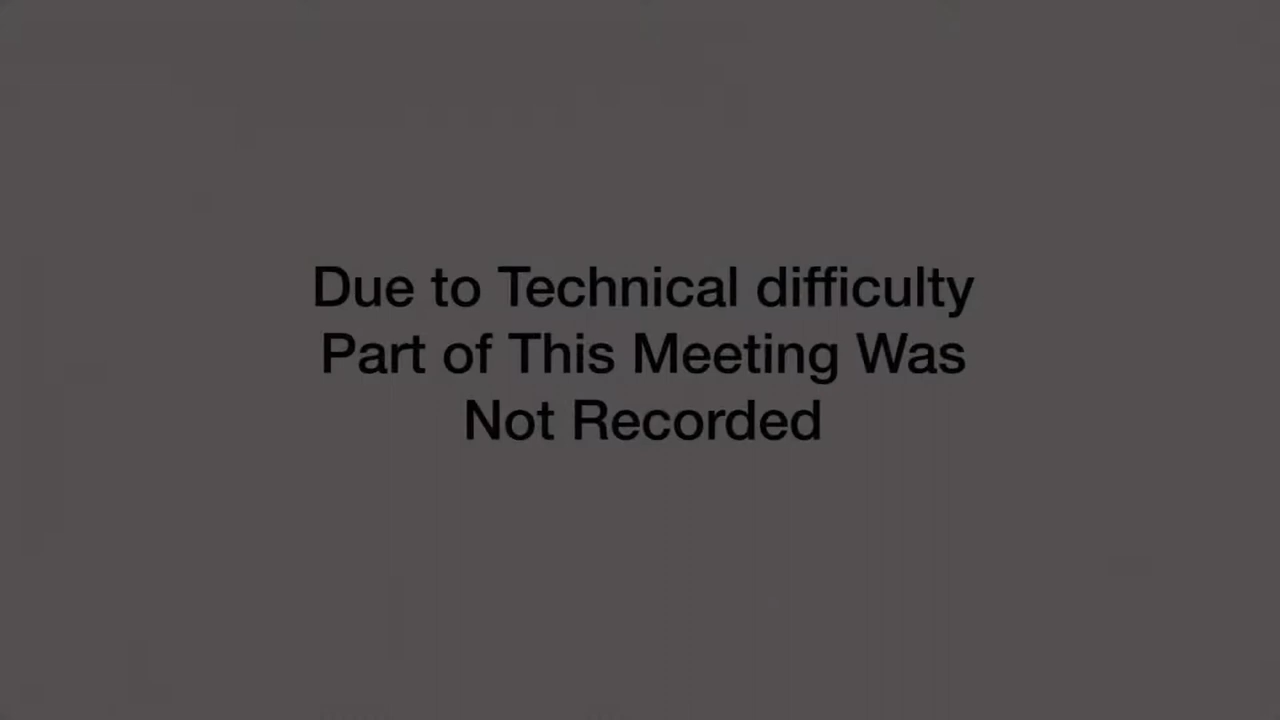 Due to Technical difficulty
Part of This Meeting Was
Not Recorded